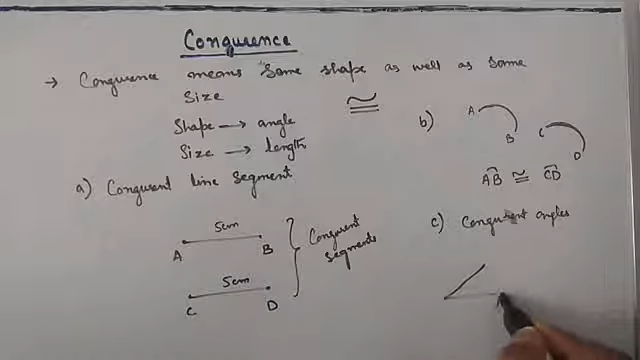 Congruence
→ Congruence means Same shape as well as same
Size
≅
Shape → angle
Size → length
a) Congruent line segment
5cm
A B
5cm
C D
Congruent segments
b) A B C D
AB ≅ CD
c) Congruent angles